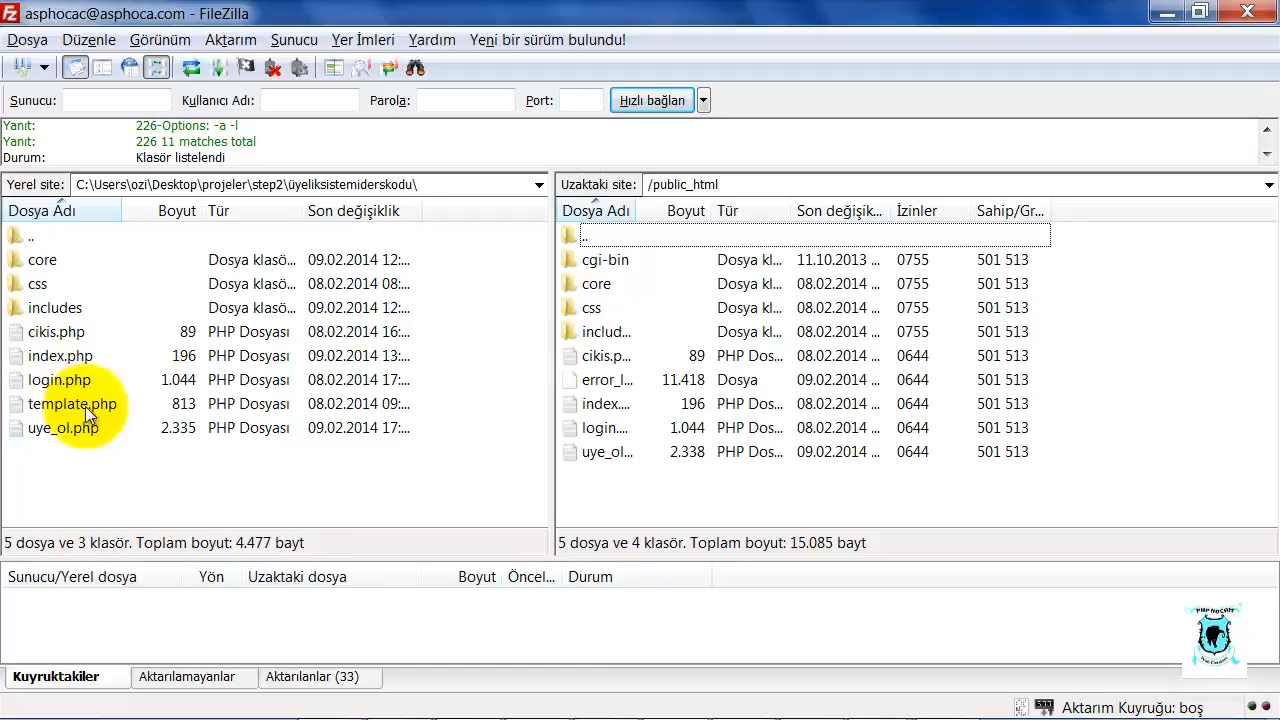 asphocac@asphoca.com - FileZilla
Dosya Düzenle Görünüm Aktarım Sunucu Yer İmleri Yardım Yeni bir sürüm bulundu!
Sunucu: Kullanıcı Adı: Parola: Port: Hızlı bağlan
Yanıt: 226-Options: -a -l
Yanıt: 226 11 matches total
Durum: Klasör listelendi
Yerel site: C:\Users\ozi\Desktop\projeler\step2\üyeliksistemiderskodu\
Dosya Adı Boyut Tür Son değişiklik
..
core Dosya klasö... 09.02.2014 12:...
css Dosya klasö... 08.02.2014 08:...
includes Dosya klasö... 09.02.2014 12:...
cikis.php 89 PHP Dosyası 08.02.2014 16:...
index.php 196 PHP Dosyası 09.02.2014 13:...
login.php 1.044 PHP Dosyası 08.02.2014 17:...
template.php 813 PHP Dosyası 08.02.2014 09:...
uye_ol.php 2.335 PHP Dosyası 09.02.2014 17:...
5 dosya ve 3 klasör. Toplam boyut: 4.477 bayt
Uzaktaki site: /public_html
Dosya Adı Boyut Tür Son değişik... İzinler Sahip/Gr...
..
cgi-bin Dosya kl... 11.10.2013 ... 0755 501 513
core Dosya kl... 08.02.2014 ... 0755 501 513
css Dosya kl... 08.02.2014 ... 0755 501 513
includ... Dosya kl... 08.02.2014 ... 0755 501 513
cikis.p... 89 PHP Dos... 08.02.2014 ... 0644 501 513
error_l... 11.418 Dosya 09.02.2014 ... 0644 501 513
index.... 196 PHP Dos... 09.02.2014 ... 0644 501 513
login.... 1.044 PHP Dos... 08.02.2014 ... 0644 501 513
uye_ol... 2.338 PHP Dos... 09.02.2014 ... 0644 501 513
5 dosya ve 4 klasör. Toplam boyut: 15.085 bayt
Sunucu/Yerel dosya Yön Uzaktaki dosya Boyut Öncel... Durum
PHP HOCAM
Kuyruktakiler Aktarılamayanlar Aktarılanlar (33)
Aktarım Kuyruğu: boş